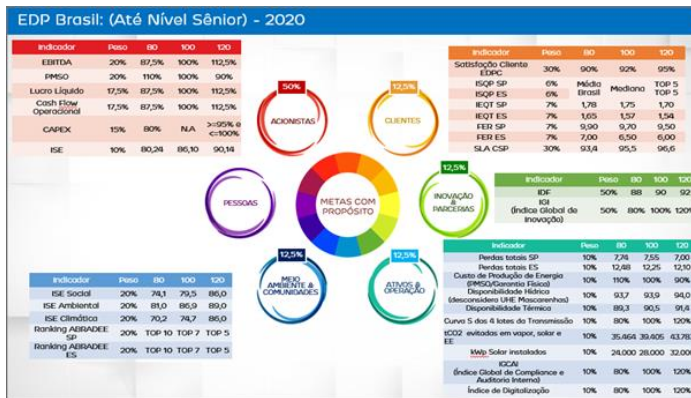 EDP Brasil: (Até Nível Sênior) - 2020
Indicador Peso 80 100 120
EBITDA 20% 87,5% 100% 112,5%
PMSO 20% 110% 100% 90%
Lucro Líquido 17,5% 87,5% 100% 112,5%
Cash Flow
Operacional 17,5% 87,5% 100% 112,5%
CAPEX 15% 80% N.A >=95% e
<=100%
ISE 10% 80,24 86,10 90,14
50%
ACIONISTAS
12,5%
CLIENTES
Indicador Peso 80 100 120
Satisfação Cliente
EDPC 30% 90% 92% 95%
ISQP SP 6% Média Mediana TOP 5
ISQP ES 6% Brasil TOP 5
IEQT SP 7% 1,78 1,75 1,70
IEQT ES 7% 1,65 1,57 1,54
FER SP 7% 9,90 9,70 9,50
FER ES 7% 7,00 6,50 6,00
SLA CSP 30% 93,4 95,5 96,6
PESSOAS
METAS COM
PROPÓSITO
12,5%
INOVAÇÃO
&
PARCERIAS
IDF 50% 88 90 92
IGI
(Índice Global de
Inovação) 50% 80% 100% 120%
12,5%
MEIO
AMBIENTE &
COMUNIDADES
12,5%
ATIVOS &
OPERAÇÃO
Indicador Peso 80 100 120
ISE Social 20% 74,1 79,5 86,0
ISE Ambiental 20% 81,0 86,9 89,0
ISE Climática 20% 70,2 74,7 86,0
Ranking ABRADEE
SP 20% TOP 10 TOP 7 TOP 5
Ranking ABRADEE
ES 20% TOP 10 TOP 7 TOP 5
Indicador Peso 80 100 120
Perdas totais SP 10% 7,74 7,55 7,00
Perdas totais ES 10% 12,48 12,25 12,10
Custo de Produção de Energia
(PMSO/Garantia Física) 10% 110% 100% 90%
Disponibilidade Hídrica
(desconsidera UHE Mascarenhas) 10% 93,7 93,9 94,0
Disponibilidade Térmica 10% 89,3 90,5 91,4
Curva S dos 4 lotes da Transmissão 10% 80% 100% 120%
tCO2 evitados em vapor, solar e
EE 10% 35.464 39.405 43.78
kWp Solar instalados 10% 24.000 28.000 32.00
IGCAI
(Índice Global de Compliance e
Auditoria Interna) 10% 80% 100% 120%
Índice de Digitalização 10% 80% 100% 120%